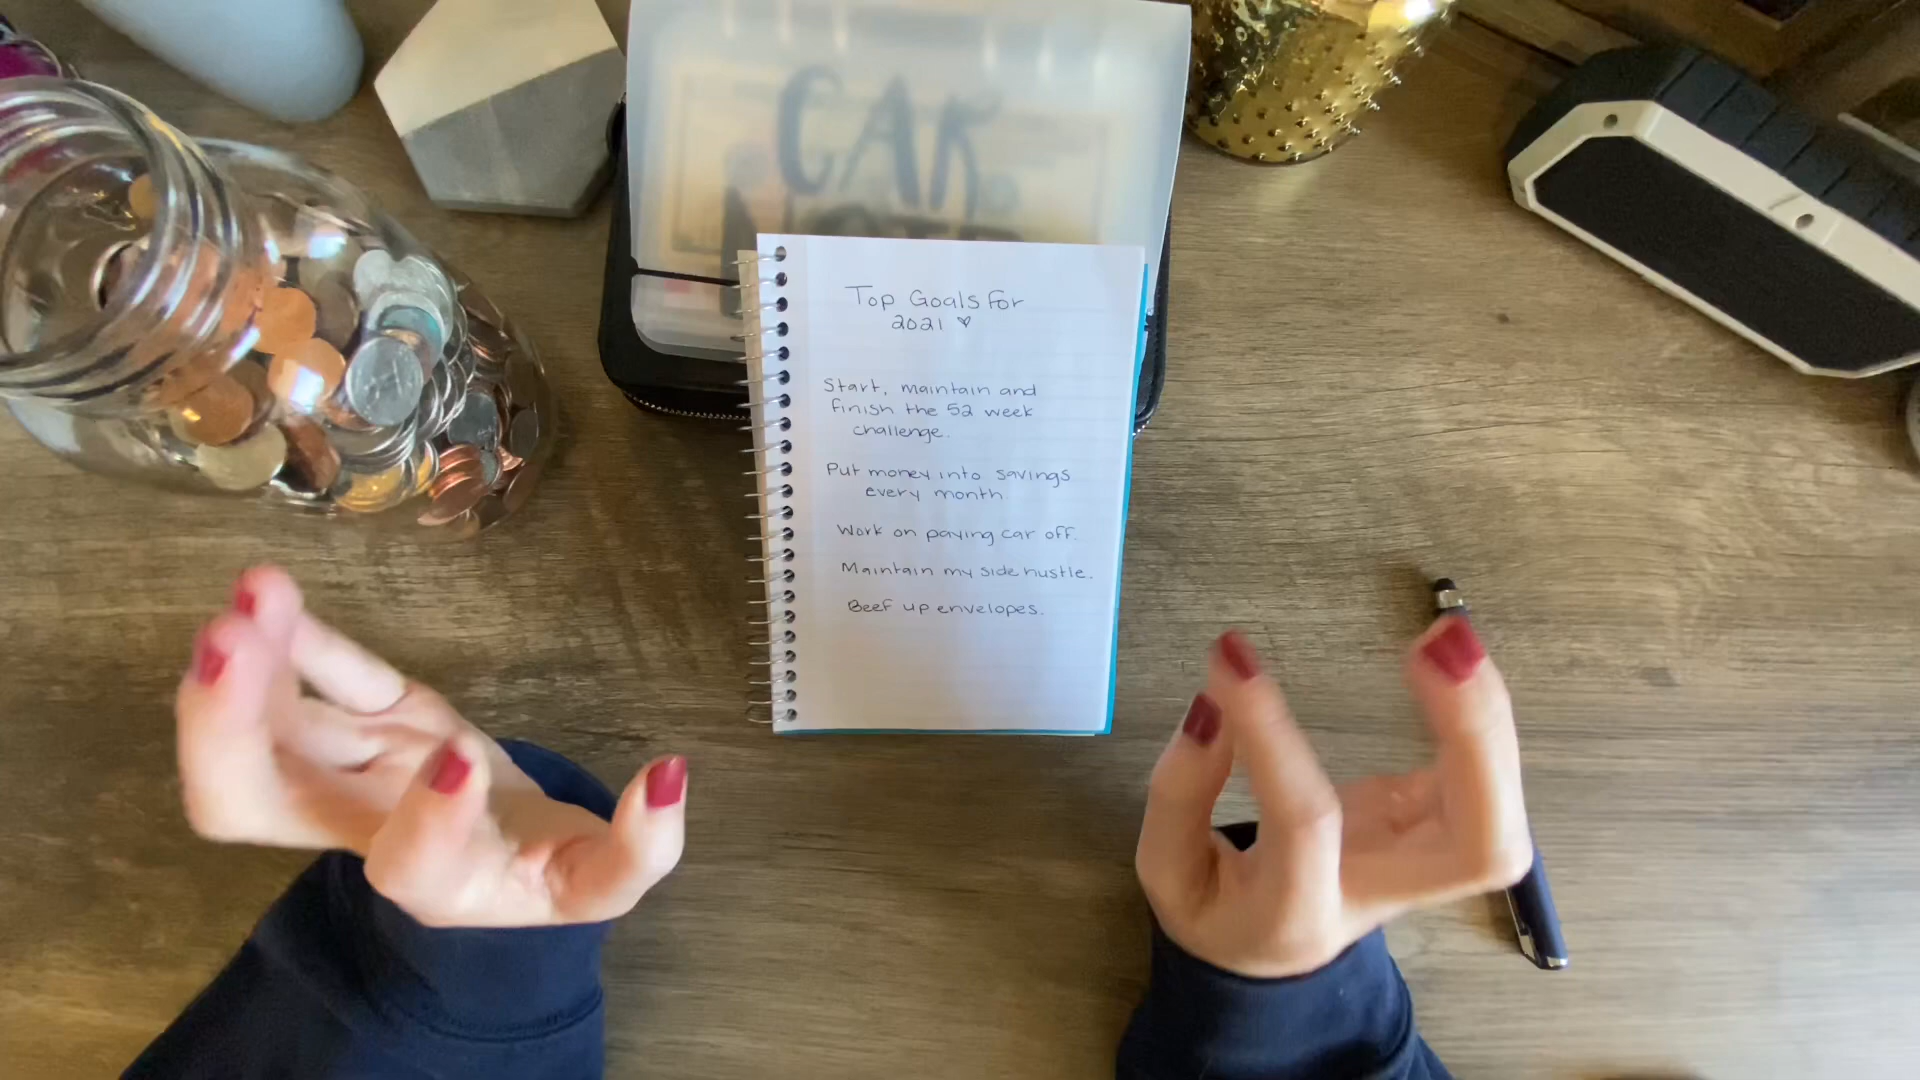 CAR
Top Goals For
2021 ♡
Start, maintain and
finish the 52 week
challenge.
Put money into savings
every month.
Work on paying car off.
Maintain my side hustle.
Beef up envelopes.